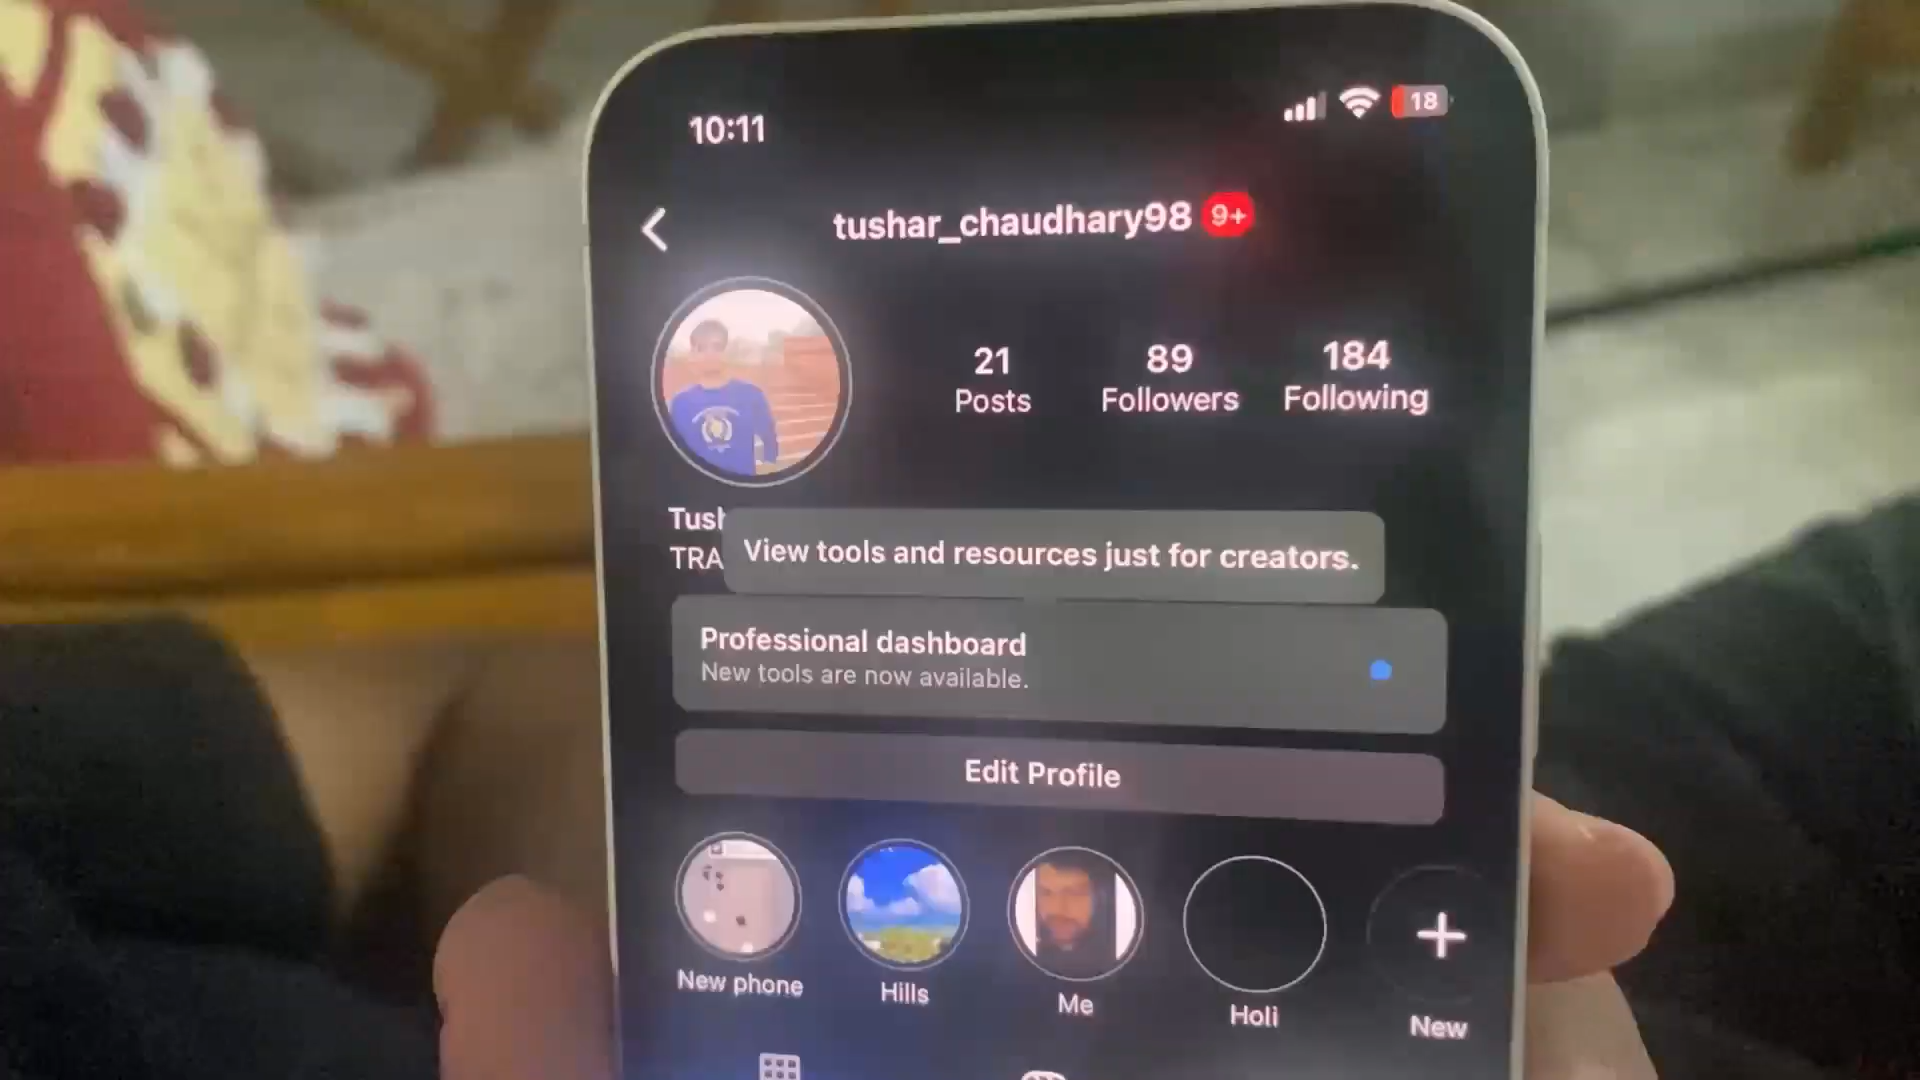 10:11
18
tushar_chaudhary98 9+
21 89 184
Posts Followers Following
Tush
TRA
View tools and resources just for creators.
Professional dashboard
New tools are now available.
Edit Profile
New phone Hills Me Holi New